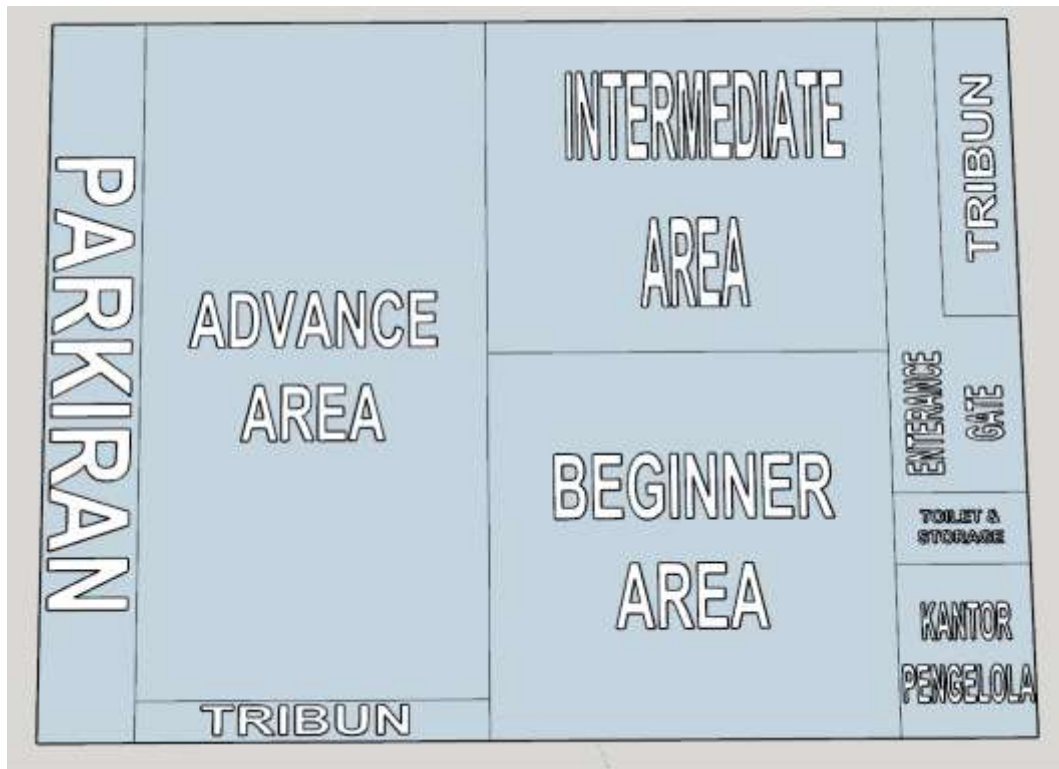 PARKIRAN
ADVANCE
AREA
TRIBUN
INTERMEDIATE
AREA
BEGINNER
AREA
TRIBUN
ENTERANCE
GATE
TOILET &
STORAGE
KANTOR
PENGELOLA